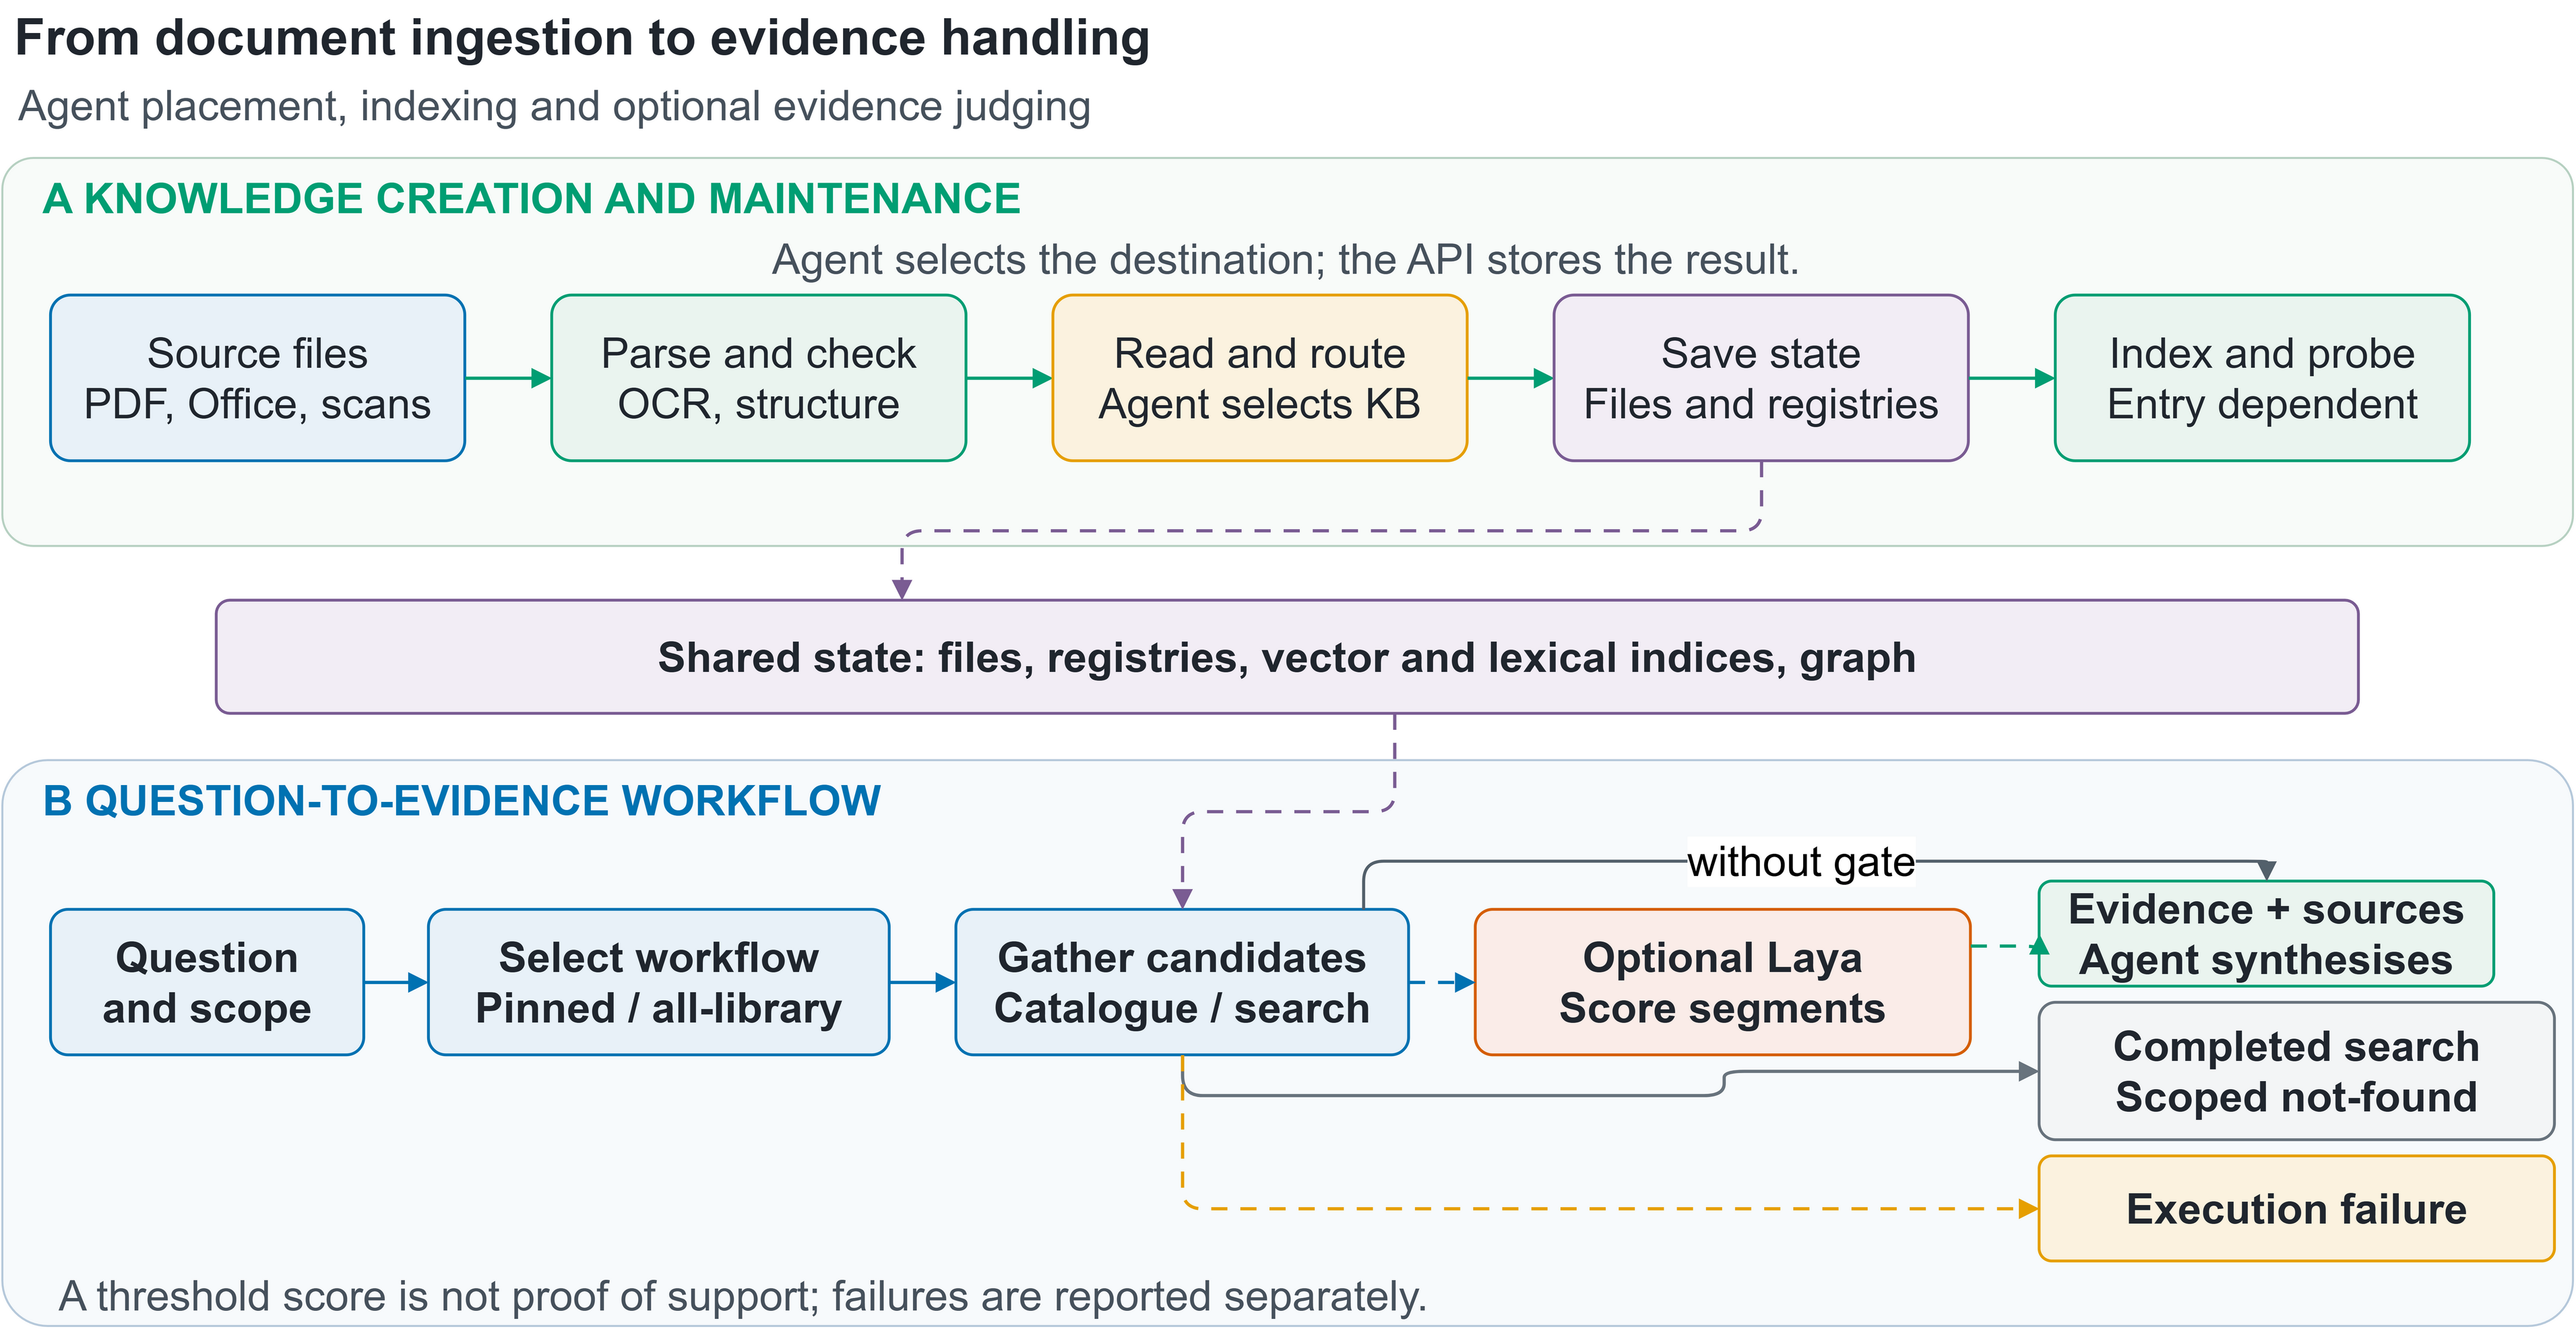 From document ingestion to evidence handling
Agent placement, indexing and optional evidence judging
A KNOWLEDGE CREATION AND MAINTENANCE
Agent selects the destination; the API stores the result.
Source files
PDF, Office, scans
Parse and check
OCR, structure
Read and route
Agent selects KB
Save state
Files and registries
Index and probe
Entry dependent
Shared state: files, registries, vector and lexical indices, graph
B QUESTION-TO-EVIDENCE WORKFLOW
without gate
Question
and scope
Select workflow
Pinned / all-library
Gather candidates
Catalogue / search
Optional Laya
Score segments
Evidence + sources
Agent synthesises
Completed search
Scoped not-found
Execution failure
A threshold score is not proof of support; failures are reported separately.